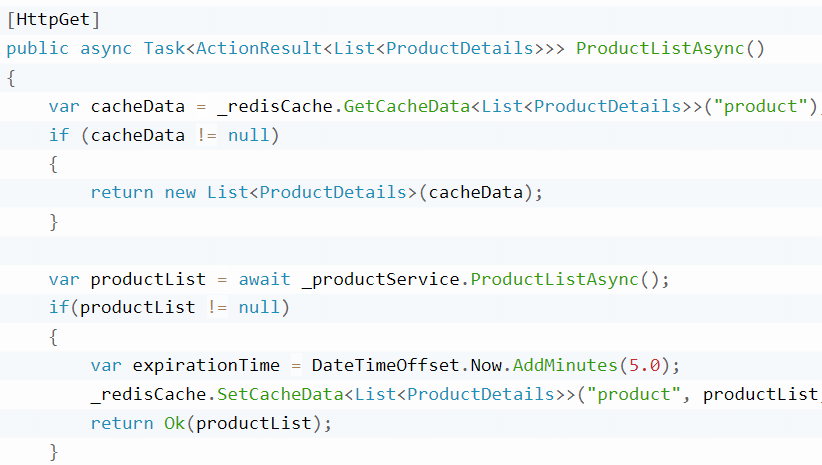 [HttpGet]
public async Task<ActionResult<List<ProductDetails>>> ProductListAsync()
{
    var cacheData = _redisCache.GetCacheData<List<ProductDetails>>("product")
    if (cacheData != null)
    {
        return new List<ProductDetails>(cacheData);
    }

    var productList = await _productService.ProductListAsync();
    if(productList != null)
    {
        var expirationTime = DateTimeOffset.Now.AddMinutes(5.0);
        _redisCache.SetCacheData<List<ProductDetails>>("product", productList,
        return Ok(productList);
    }